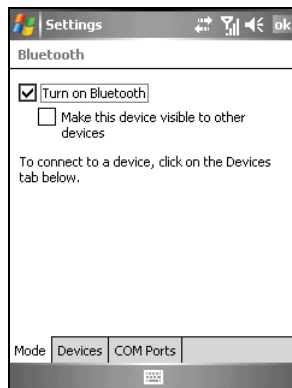 Settings
ok
Bluetooth
Turn on Bluetooth
Make this device visible to other
devices
To connect to a device, click on the Devices
tab below.
Mode Devices COM Ports